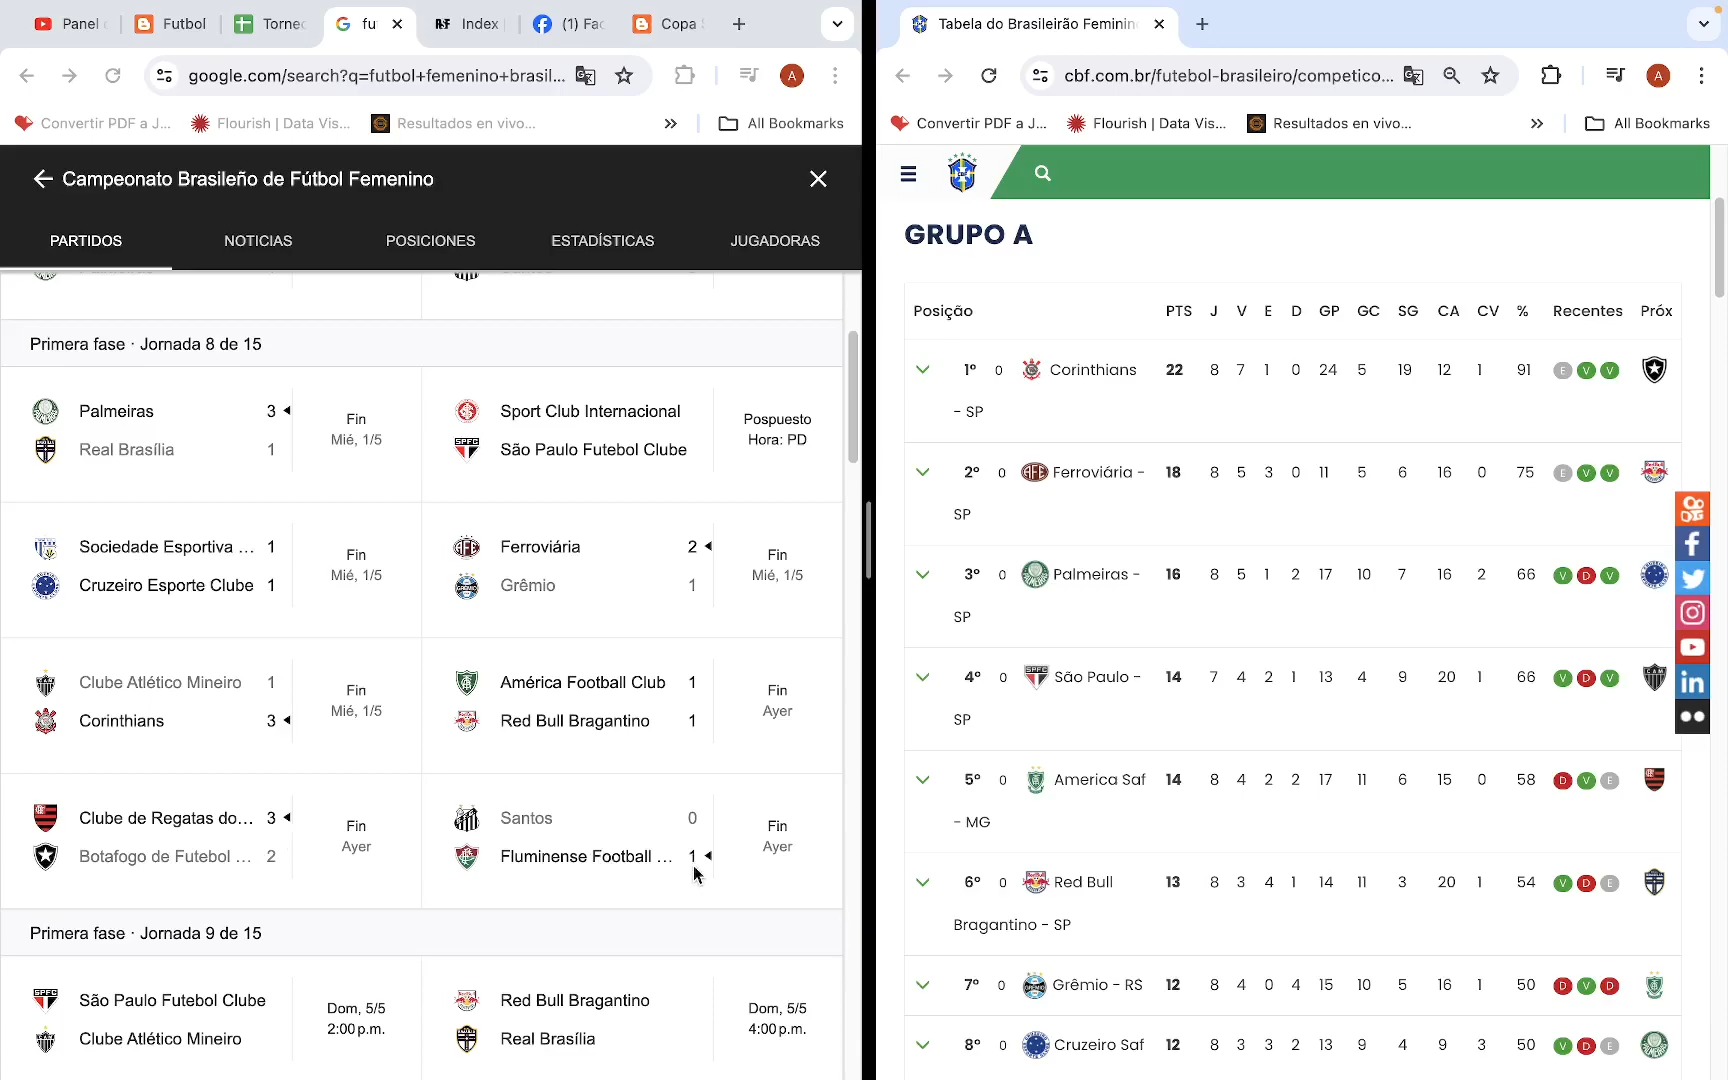 Panel
Futbol
Torneo
fu
Index
(1) Fac
Copa
google.com/search?q=futbol+femenino+brasil...
A
Convertir PDF a J...
Flourish | Data Vis...
Resultados en vivo...
All Bookmarks
Campeonato Brasileño de Fútbol Femenino
PARTIDOS
NOTICIAS
POSICIONES
ESTADÍSTICAS
JUGADORAS
Primera fase · Jornada 8 de 15
Palmeiras 3
Real Brasília 1
Fin
Mié, 1/5
Sport Club Internacional
São Paulo Futebol Clube
Pospuesto
Hora: PD
Sociedade Esportiva ... 1
Cruzeiro Esporte Clube 1
Fin
Mié, 1/5
Ferroviária 2
Grêmio 1
Fin
Mié, 1/5
Clube Atlético Mineiro 1
Corinthians 3
Fin
Mié, 1/5
América Football Club 1
Red Bull Bragantino 1
Fin
Ayer
Clube de Regatas do... 3
Botafogo de Futebol ... 2
Fin
Ayer
Santos 0
Fluminense Football ... 1
Fin
Ayer
Primera fase · Jornada 9 de 15
São Paulo Futebol Clube
Clube Atlético Mineiro
Dom, 5/5
2:00 p.m.
Red Bull Bragantino
Real Brasília
Dom, 5/5
4:00 p.m.
Tabela do Brasileirão Feminin
cbf.com.br/futebol-brasileiro/competico...
A
Convertir PDF a J...
Flourish | Data Vis...
Resultados en vivo...
All Bookmarks
GRUPO A
Posição PTS J V E D GP GC SG CA CV % Recentes Próx
1º 0 Corinthians 22 8 7 1 0 24 5 19 12 1 91 E V V
- SP
2º 0 Ferroviária - 18 8 5 3 0 11 5 6 16 0 75 E V V
SP
3º 0 Palmeiras - 16 8 5 1 2 17 10 7 16 2 66 V D V
SP
4º 0 São Paulo - 14 7 4 2 1 13 4 9 20 1 66 V D V
SP
5º 0 America Saf 14 8 4 2 2 17 11 6 15 0 58 D V E
- MG
6º 0 Red Bull 13 8 3 4 1 14 11 3 20 1 54 V D E
Bragantino - SP
7º 0 Grêmio - RS 12 8 4 0 4 15 10 5 16 1 50 D V D
8º 0 Cruzeiro Saf 12 8 3 3 2 13 9 4 9 3 50 V D E